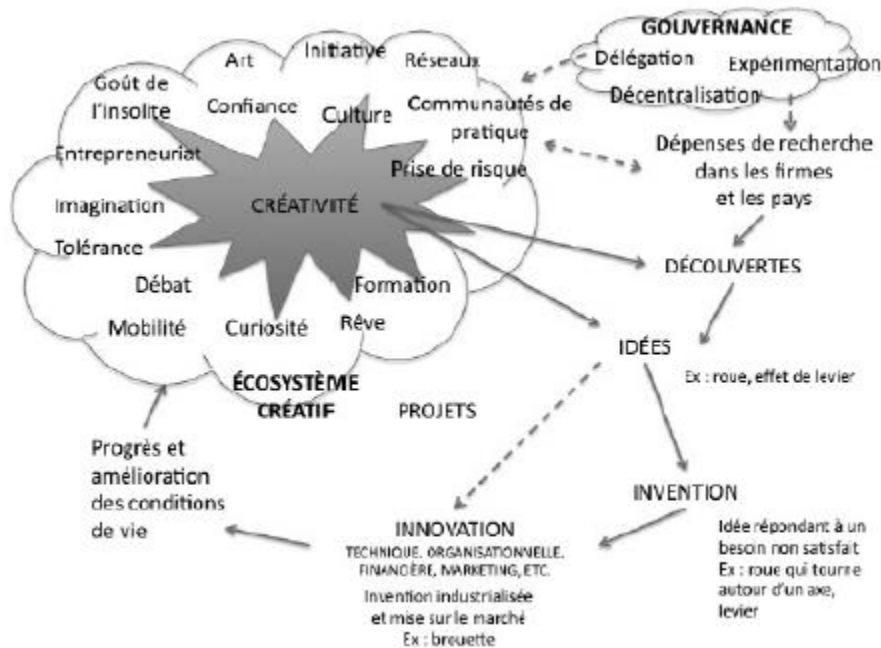 GOUVERNANCE
Délégation
Expérimentation
Décentralisation
Initiative
Art
Réseaux
Goût de
l'insolite
Confiance
Culture
Communautés de
pratique
Entrepreneuriat
Prise de risque
Dépenses de recherche
dans les firmes
et les pays
Imagination
CRÉATIVITÉ
Tolérance
DÉCOUVERTES
Débat
Formation
Mobilité
Curiosité
Rêve
IDÉES
Ex : roue, effet de levier
ÉCOSYSTÈME
CRÉATIF
PROJETS
Progrès et
amélioration
des conditions
de vie
INVENTION
Idée répondant à un
besoin non satisfait
Ex : roue qui tourne
autour d'un axe,
levier
INNOVATION
TECHNIQUE, ORGANISATIONNELLE,
FINANCIÈRE, MARKETING, ETC.
Invention industrialisée
et mise sur le marché
Ex : brouette